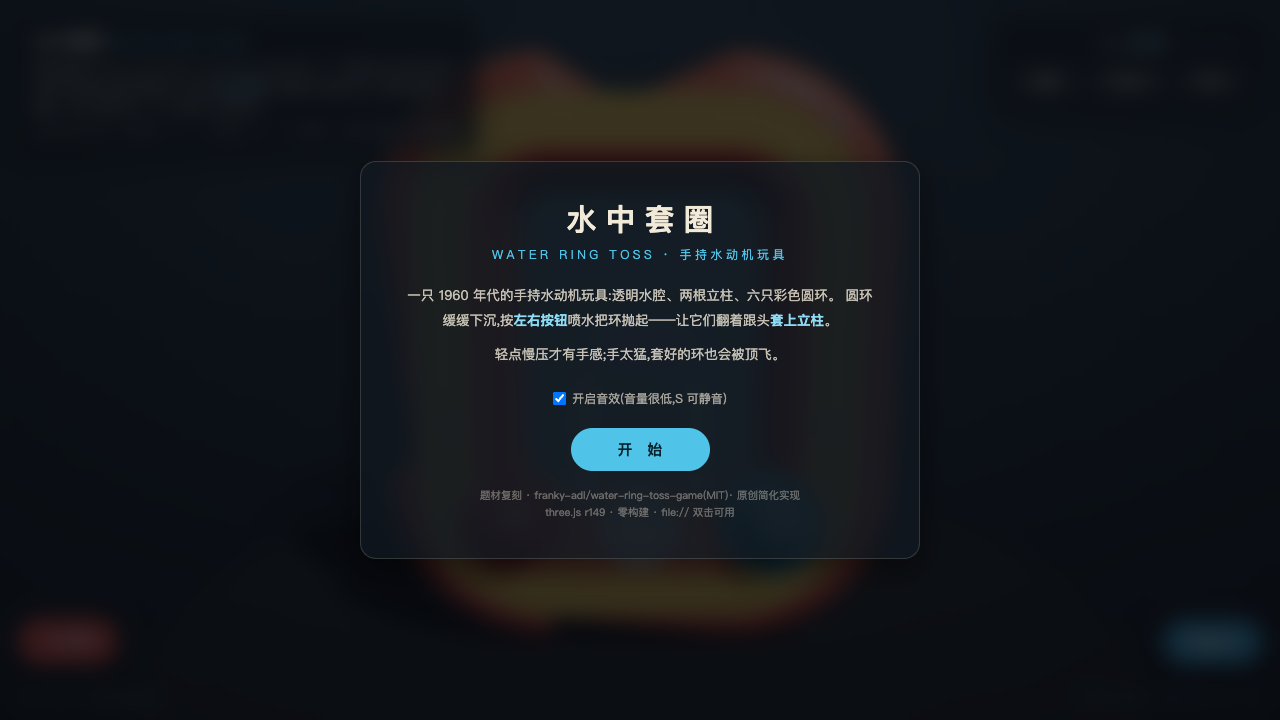 水中套圈
WATER RING TOSS · 手持水动机玩具
一只 1960 年代的手持水动机玩具:透明水腔、两根立柱、六只彩色圆环。 圆环
缓缓下沉,按左右按钮喷水把环抛起——让它们翻着跟头套上立柱。
轻点慢压才有手感;手太猛,套好的环也会被顶飞。
开启音效(音量很低,S 可静音)
开 始
题材复刻 · franky-adl/water-ring-toss-game(MIT)· 原创简化实现
three.js r149 · 零构建 · file:// 双击可用